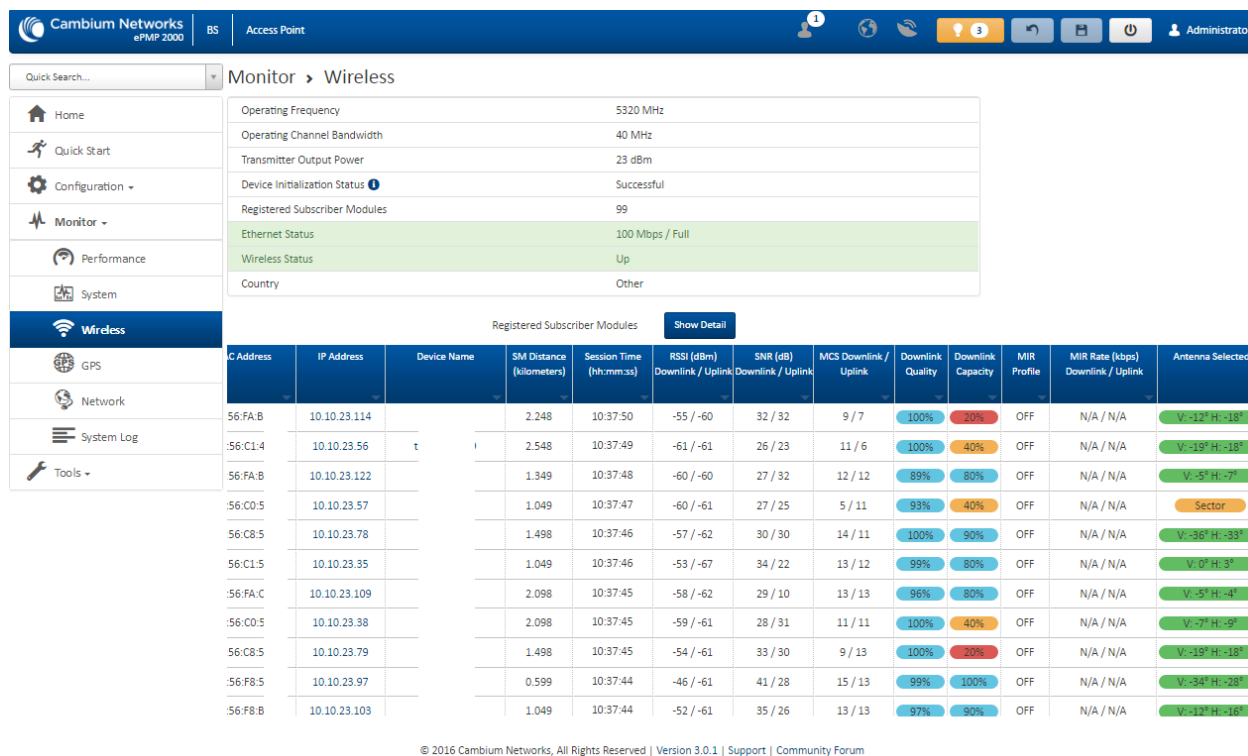 Cambium Networks
ePMP 2000
BS
Access Point
1
3
Administrato
Quick Search...
Monitor › Wireless
Home
Quick Start
Configuration
Monitor
Performance
System
Wireless
GPS
Network
System Log
Tools
Operating Frequency 5320 MHz
Operating Channel Bandwidth 40 MHz
Transmitter Output Power 23 dBm
Device Initialization Status Successful
Registered Subscriber Modules 99
Ethernet Status 100 Mbps / Full
Wireless Status Up
Country Other
Registered Subscriber Modules Show Detail
AC Address IP Address Device Name SM Distance (kilometers) Session Time (hh:mm:ss) RSSI (dBm) Downlink / Uplink SNR (dB) Downlink / Uplink MCS Downlink / Uplink Downlink Quality Downlink Capacity MIR Profile MIR Rate (kbps) Downlink / Uplink Antenna Selected
56:FA:B 10.10.23.114 2.248 10:37:50 -55 / -60 32 / 32 9 / 7 100% 20% OFF N/A / N/A V: -12° H: -18°
:56:C1:4 10.10.23.56 t 2.548 10:37:49 -61 / -61 26 / 23 11 / 6 100% 40% OFF N/A / N/A V: -19° H: -18°
56:FA:B 10.10.23.122 1.349 10:37:48 -60 / -60 27 / 32 12 / 12 89% 80% OFF N/A / N/A V: -5° H: -7°
:56:C0:5 10.10.23.57 1.049 10:37:47 -60 / -61 27 / 25 5 / 11 93% 40% OFF N/A / N/A Sector
56:C8:5 10.10.23.78 1.498 10:37:46 -57 / -62 30 / 30 14 / 11 100% 90% OFF N/A / N/A V: -36° H: -33°
:56:C1:5 10.10.23.35 1.049 10:37:46 -53 / -67 34 / 22 13 / 12 99% 80% OFF N/A / N/A V: 0° H: 3°
:56:FA:C 10.10.23.109 2.098 10:37:45 -58 / -62 29 / 10 13 / 13 96% 80% OFF N/A / N/A V: -5° H: -4°
:56:C0:5 10.10.23.38 2.098 10:37:45 -59 / -61 28 / 31 11 / 11 100% 40% OFF N/A / N/A V: -7° H: -9°
56:C8:5 10.10.23.79 1.498 10:37:45 -54 / -61 33 / 30 9 / 13 100% 20% OFF N/A / N/A V: -19° H: -18°
:56:F8:5 10.10.23.97 0.599 10:37:44 -46 / -61 41 / 28 15 / 13 99% 100% OFF N/A / N/A V: -34° H: -28°
:56:F8:B 10.10.23.103 1.049 10:37:44 -52 / -61 35 / 26 13 / 13 97% 90% OFF N/A / N/A V: -12° H: -16°
© 2016 Cambium Networks, All Rights Reserved | Version 3.0.1 | Support | Community Forum